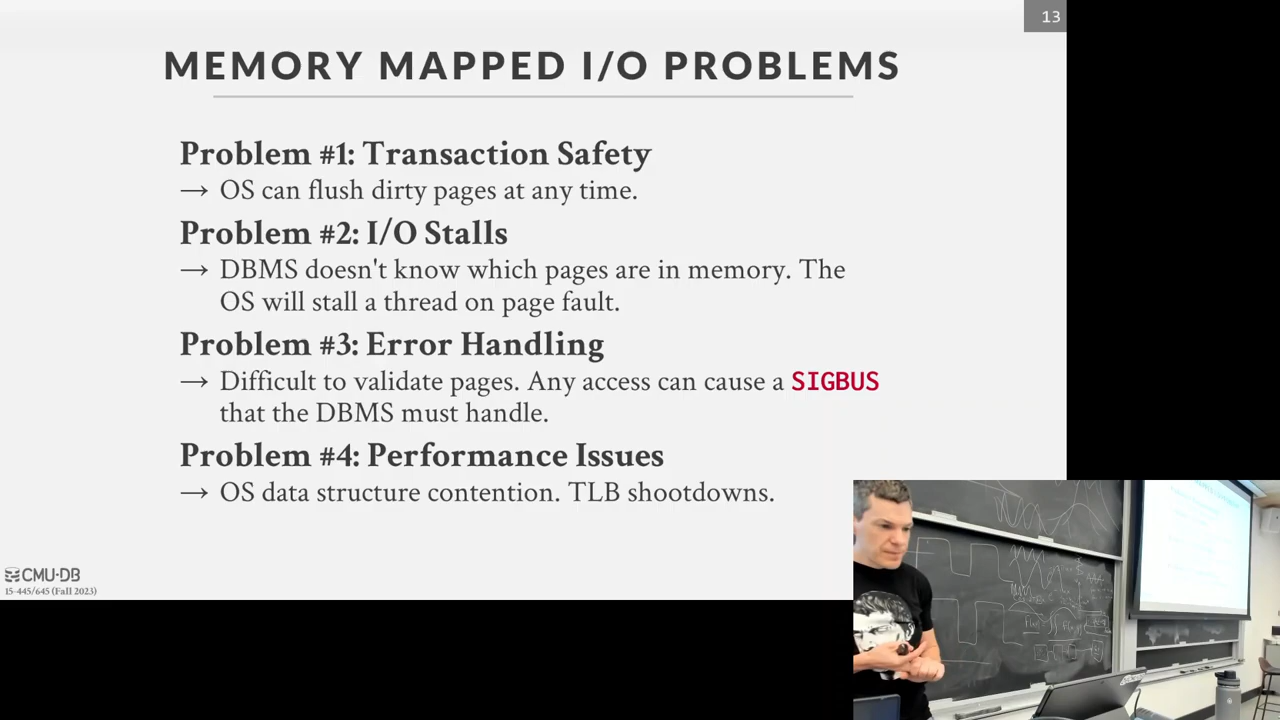 13
MEMORY MAPPED I/O PROBLEMS
Problem #1: Transaction Safety
→ OS can flush dirty pages at any time.
Problem #2: I/O Stalls
→ DBMS doesn't know which pages are in memory. The
OS will stall a thread on page fault.
Problem #3: Error Handling
→ Difficult to validate pages. Any access can cause a SIGBUS
that the DBMS must handle.
Problem #4: Performance Issues
→ OS data structure contention. TLB shootdowns.
CMU·DB
15-445/645 (Fall 2023)